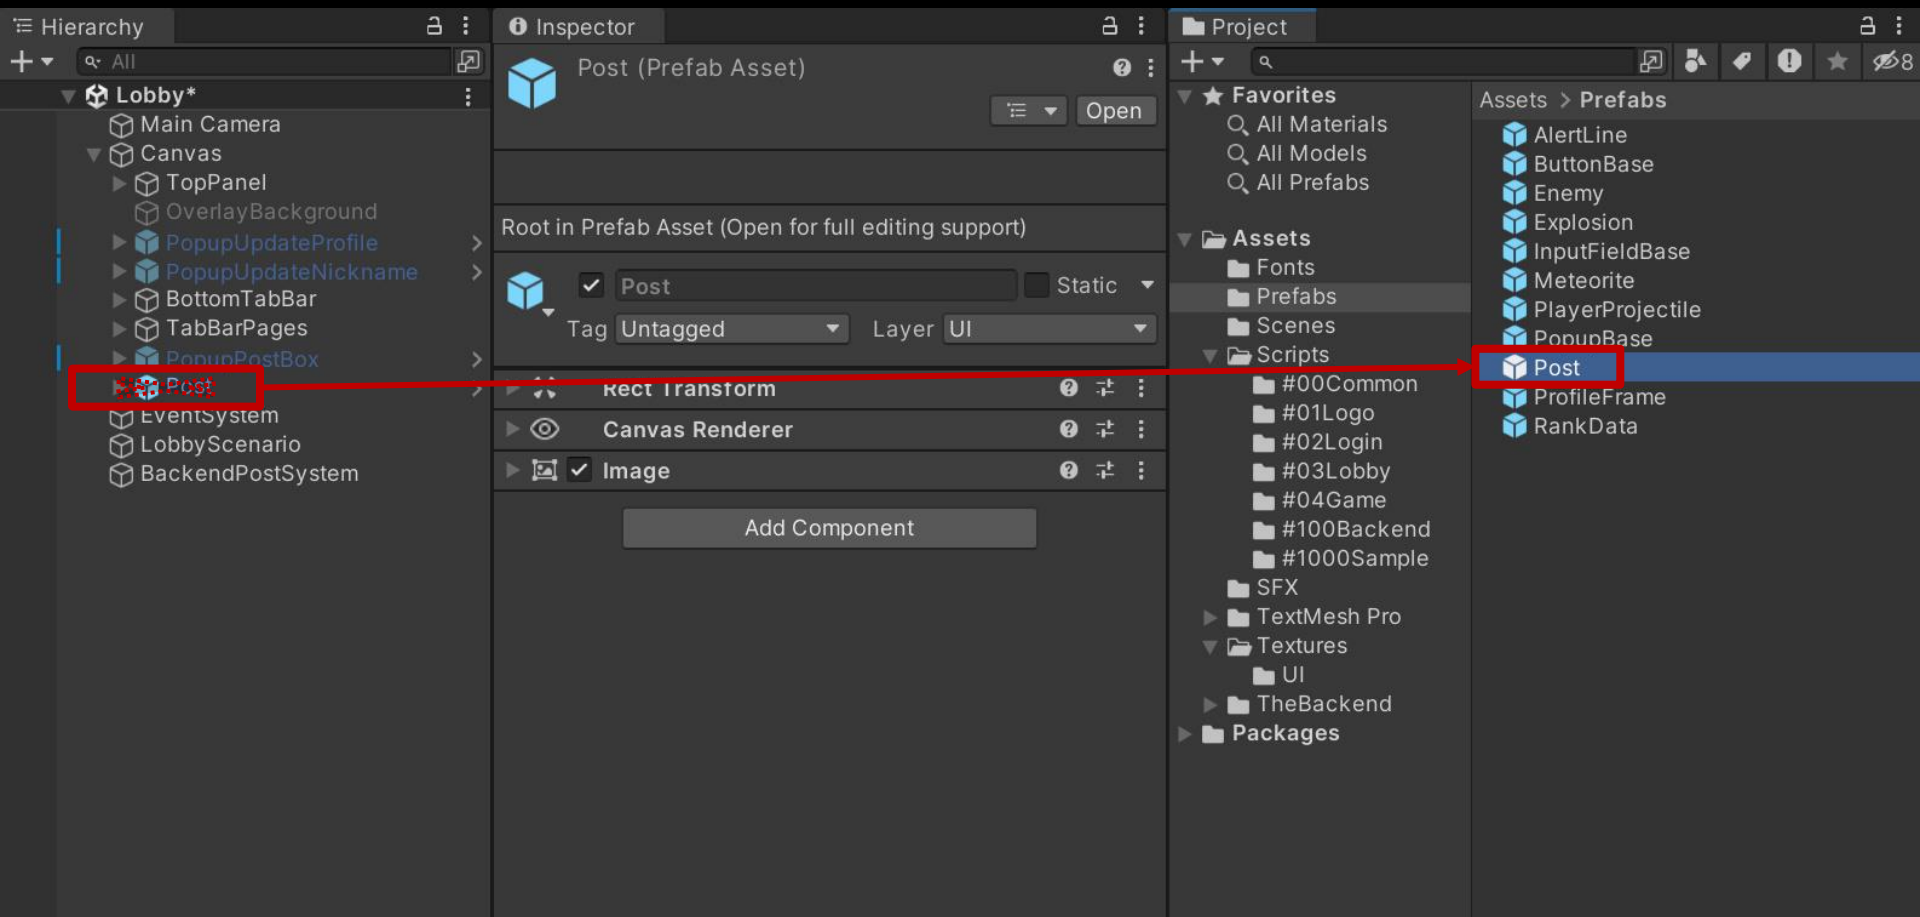 Hierarchy
All
Lobby*
Main Camera
Canvas
TopPanel
OverlayBackground
PopupUpdateProfile
PopupUpdateNickname
BottomTabBar
TabBarPages
PopupPostBox
Post
EventSystem
LobbyScenario
BackendPostSystem
Inspector
Post (Prefab Asset)
Open
Root in Prefab Asset (Open for full editing support)
Post
Static
Tag Untagged Layer UI
Rect Transform
Canvas Renderer
Image
Add Component
Project
8
Favorites
All Materials
All Models
All Prefabs
Assets
Fonts
Prefabs
Scenes
Scripts
#00Common
#01Logo
#02Login
#03Lobby
#04Game
#100Backend
#1000Sample
SFX
TextMesh Pro
Textures
UI
TheBackend
Packages
Assets > Prefabs
AlertLine
ButtonBase
Enemy
Explosion
InputFieldBase
Meteorite
PlayerProjectile
PopupBase
Post
ProfileFrame
RankData